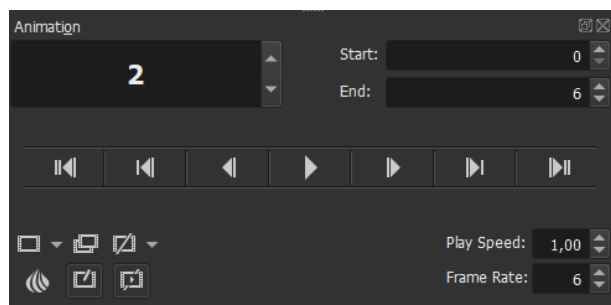 Animation
2
Start: 0
End: 6
Play Speed: 1,00
Frame Rate: 6